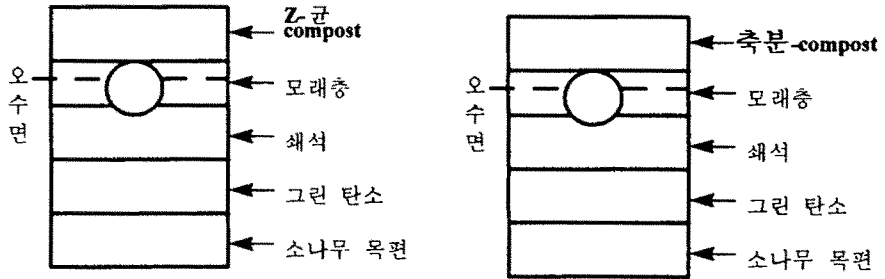 Z-균
compost
오
수
면
모래층
쇄석
그린 탄소
소나무 목편
축분-compost
오
수
면
모래층
쇄석
그린 탄소
소나무 목편